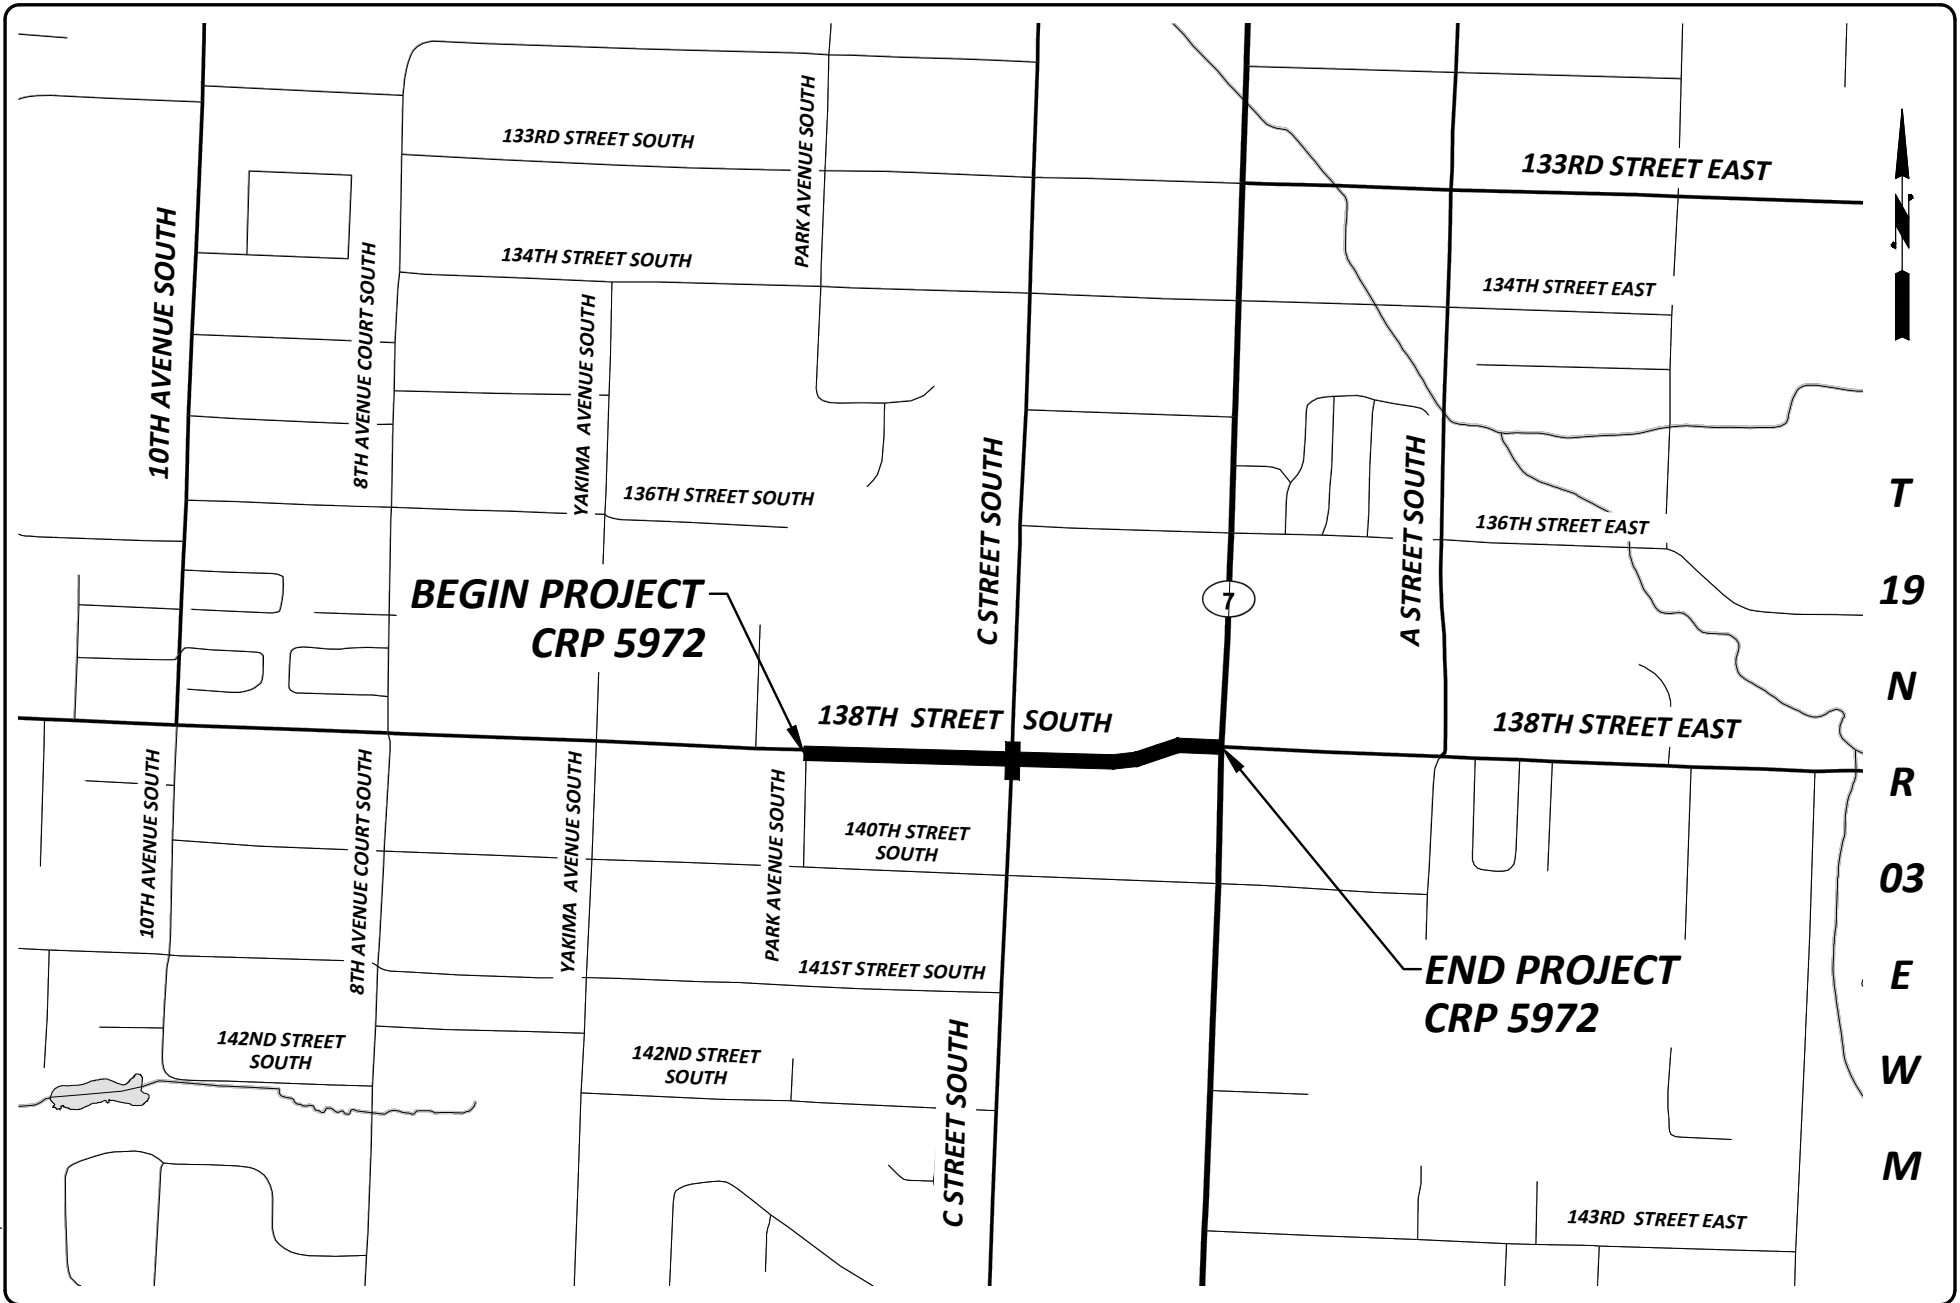 133RD STREET SOUTH
PARK AVENUE SOUTH
133RD STREET EAST
N
10TH AVENUE SOUTH
8TH AVENUE COURT SOUTH
134TH STREET SOUTH
134TH STREET EAST
YAKIMA AVENUE SOUTH
136TH STREET SOUTH
C STREET SOUTH
A STREET SOUTH
136TH STREET EAST
T
19
N
R
03
E
W
M
BEGIN PROJECT
CRP 5972
7
138TH STREET SOUTH
138TH STREET EAST
10TH AVENUE SOUTH
8TH AVENUE COURT SOUTH
YAKIMA AVENUE SOUTH
PARK AVENUE SOUTH
140TH STREET
SOUTH
141ST STREET SOUTH
END PROJECT
CRP 5972
142ND STREET
SOUTH
142ND STREET
SOUTH
C STREET SOUTH
143RD STREET EAST